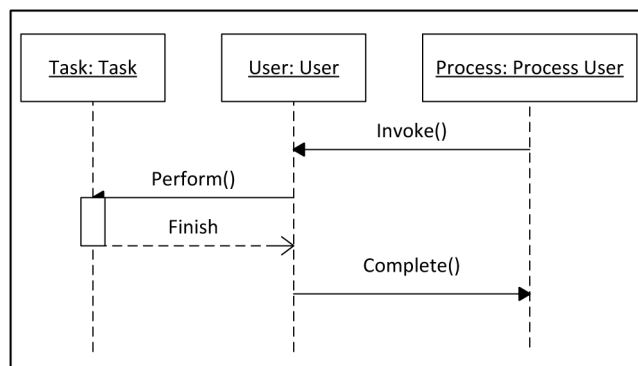 Task: Task
User: User
Process: Process User
Invoke()
Perform()
Finish
Complete()